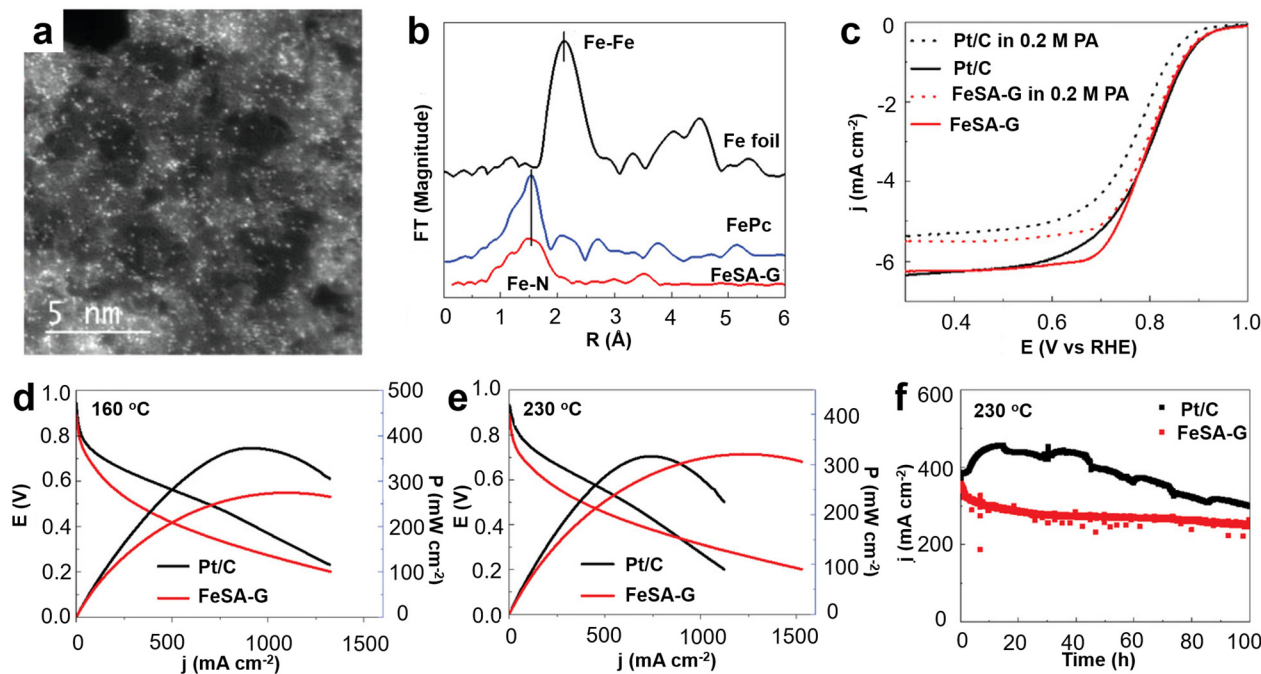 a
5 nm
b
Fe-Fe
Fe foil
FePc
FeSA-G
Fe-N
FT (Magnitude)
0 1 2 3 4 5 6
R (Å)
c
Pt/C in 0.2 M PA
Pt/C
FeSA-G in 0.2 M PA
FeSA-G
j (mA cm-2)
0
-2
-4
-6
0.4 0.6 0.8 1.0
E (V vs RHE)
d
160 oC
E (V)
1.0
0.8
0.6
0.4
0.2
0.0
Pt/C
FeSA-G
500
400
300
200
100
0
P (mW cm-2)
0 500 1000 1500
j (mA cm-2)
e
230 oC
E (V)
1.0
0.8
0.6
0.4
0.2
0.0
Pt/C
FeSA-G
400
300
200
100
0
P (mW cm-2)
0 500 1000 1500
j (mA cm-2)
f
230 oC
Pt/C
FeSA-G
j (mA cm-2)
600
400
200
0
0 20 40 60 80 100
Time (h)